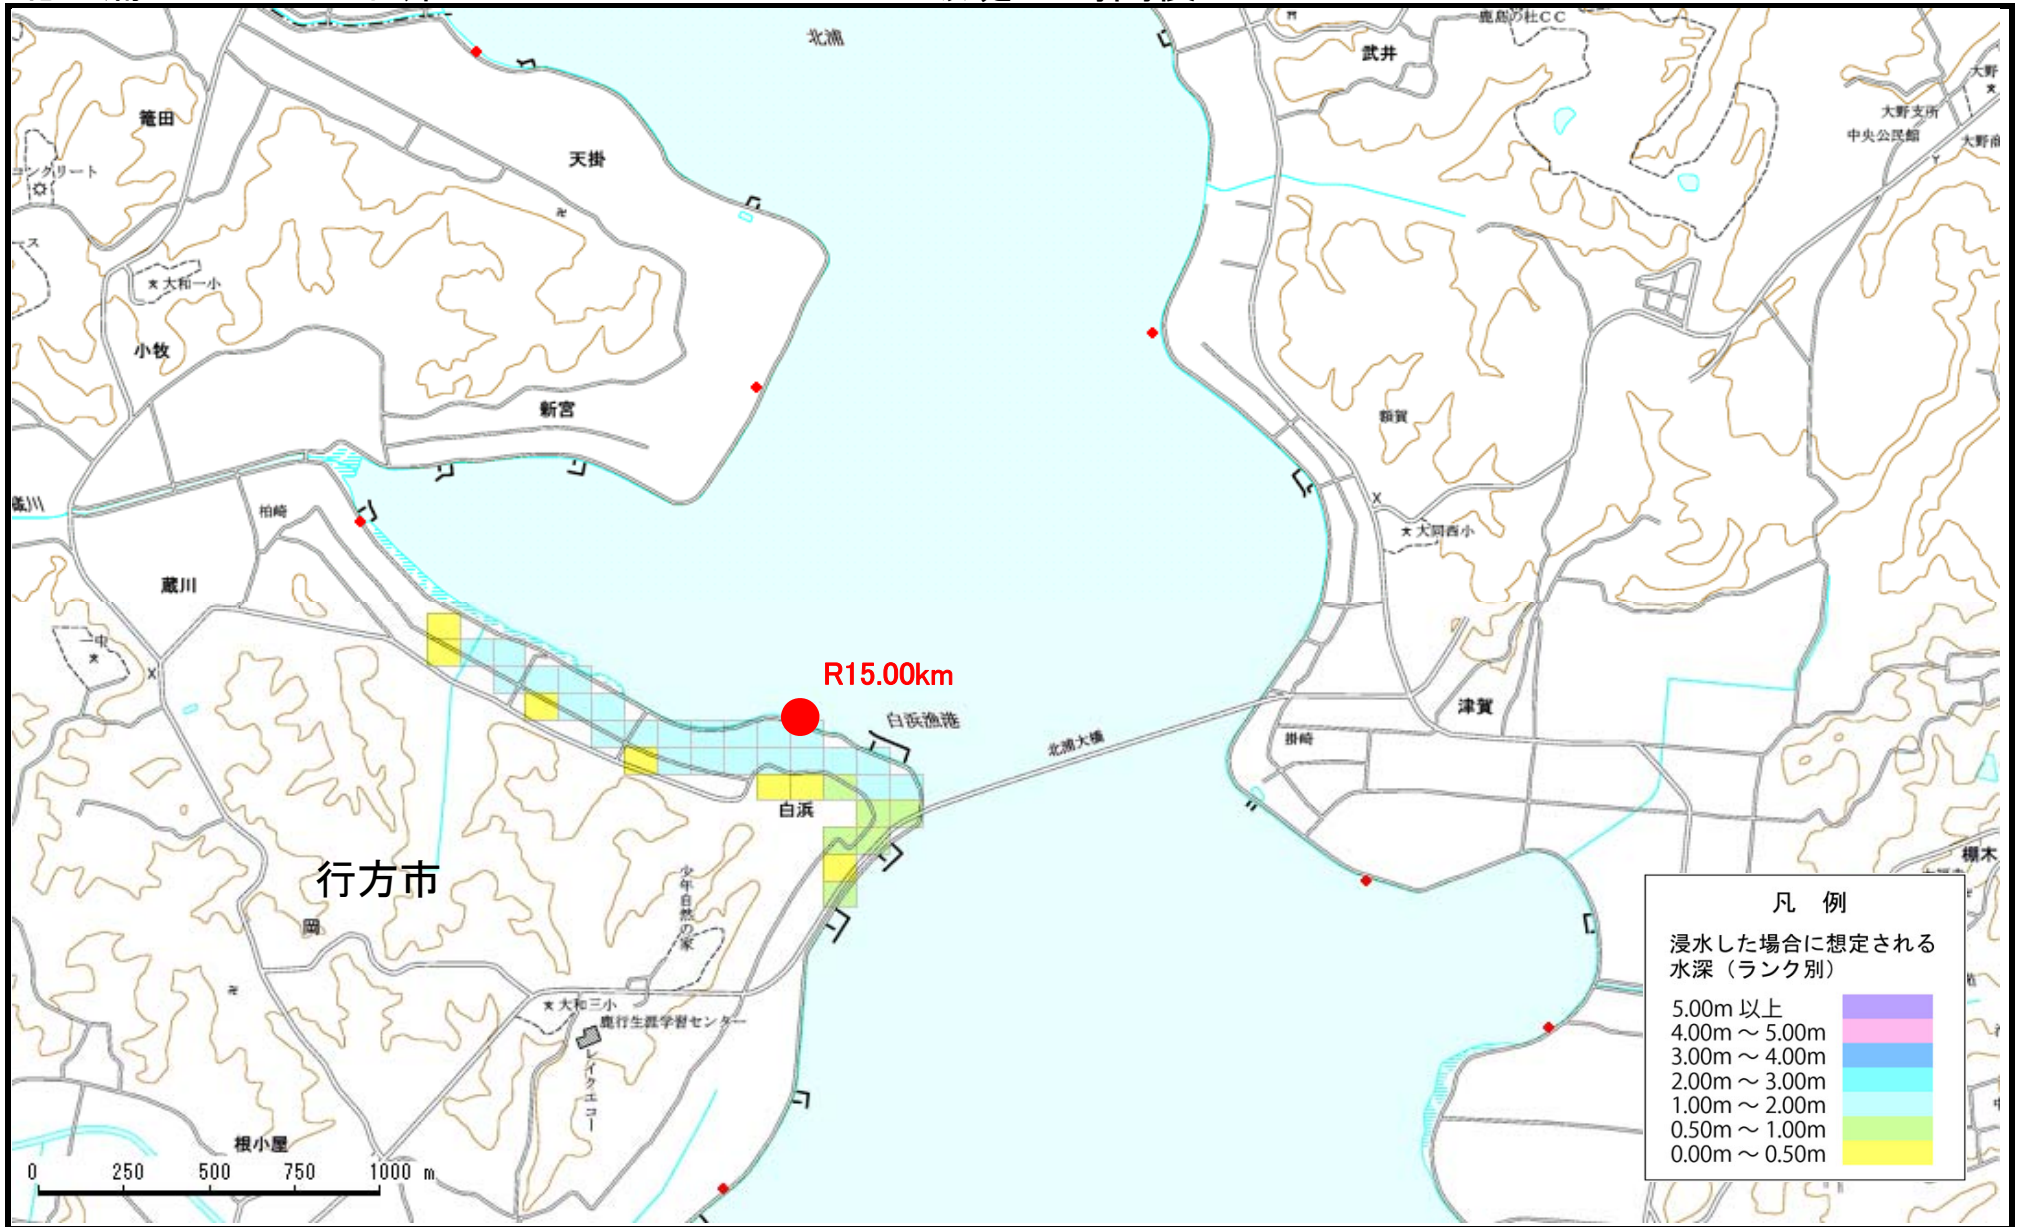 北浦
鹿島の杜CC
武井
大野
大野支所
中央公民館
篭田
天掛
大和一小
小牧
新宮
額賀
柏崎
大同西小
蔵川
一中
R15.00km
白浜漁港
北浦大橋
津賀
掛崎
白浜
行方市
岡
少年自然の家
棚木
大和三小
鹿行生涯学習センター
レイクエコー
根小屋
0 250 500 750 1000 m
凡 例
浸水した場合に想定される
水深（ランク別）
5.00m 以上
4.00m ～ 5.00m
3.00m ～ 4.00m
2.00m ～ 3.00m
1.00m ～ 2.00m
0.50m ～ 1.00m
0.00m ～ 0.50m